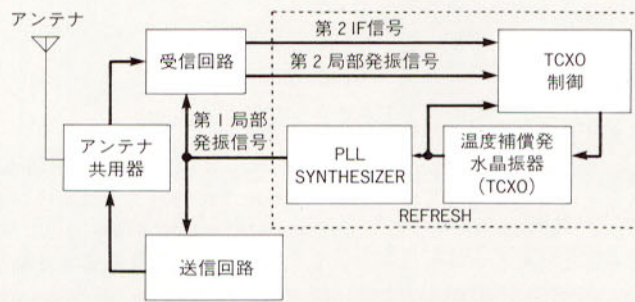 アンテナ
受信回路
第2IF信号
第2局部発振信号
TCXO
制御
第1局部
発振信号
アンテナ
共用器
PLL
SYNTHESIZER
温度補償発
水晶振器
(TCXO)
REFRESH
送信回路